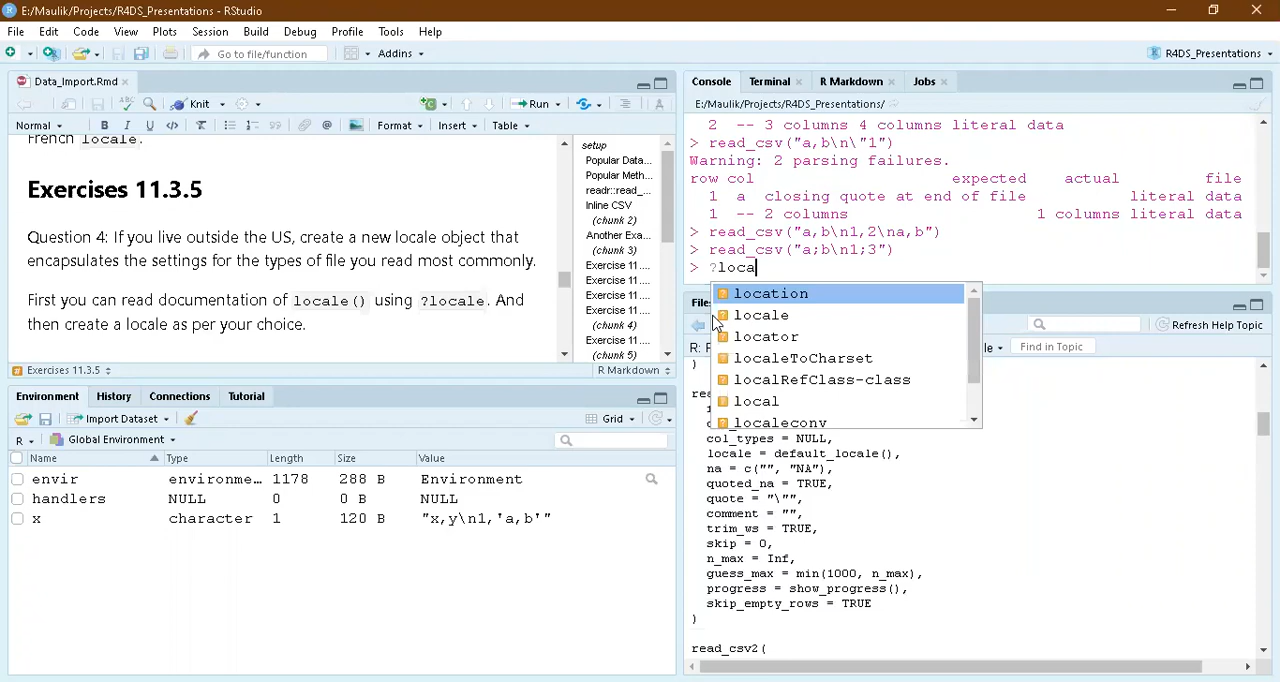 E:/Maulik/Projects/R4DS_Presentations - RStudio
File Edit Code View Plots Session Build Debug Profile Tools Help
Go to file/function Addins R4DS_Presentations
Data_Import.Rmd
Knit Run
Normal B I U Format Insert Table
French locale.
Exercises 11.3.5
Question 4: If you live outside the US, create a new locale object that
encapsulates the settings for the types of file you read most commonly.
First you can read documentation of locale() using ?locale. And
then create a locale as per your choice.
setup
Popular Data...
Popular Meth...
readr::read_...
Inline CSV
(chunk 2)
Another Exa...
(chunk 3)
Exercise 11....
Exercise 11....
Exercise 11....
Exercise 11....
(chunk 4)
Exercise 11....
(chunk 5)
Exercises 11.3.5 R Markdown
Environment History Connections Tutorial
Import Dataset Grid
R Global Environment
Name Type Length Size Value
envir environme... 1178 288 B Environment
handlers NULL 0 0 B NULL
x character 1 120 B "x,y\n1,'a,b'"
Console Terminal R Markdown Jobs
E:/Maulik/Projects/R4DS_Presentations/
2 -- 3 columns 4 columns literal data
> read_csv("a,b\n\"1")
Warning: 2 parsing failures.
row col expected actual file
1 a closing quote at end of file literal data
1 -- 2 columns 1 columns literal data
> read_csv("a,b\n1,2\na,b")
> read_csv("a;b\n1;3")
> ?loca
location
locale
locator
localeToCharset
localRefClass-class
local
localeconv
Refresh Help Topic
Find in Topic
)
col_types = NULL,
locale = default_locale(),
na = c("", "NA"),
quoted_na = TRUE,
quote = "\"",
comment = "",
trim_ws = TRUE,
skip = 0,
n_max = Inf,
guess_max = min(1000, n_max),
progress = show_progress(),
skip_empty_rows = TRUE
)
read_csv2(